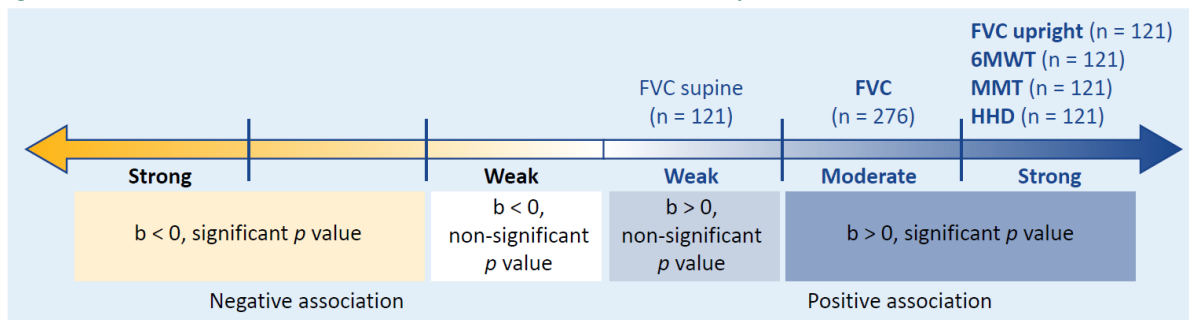 FVC upright (n = 121)
6MWT (n = 121)
MMT (n = 121)
HHD (n = 121)
FVC supine
(n = 121)
FVC
(n = 276)
Strong
Weak
Weak
Moderate
Strong
b < 0, significant p value
b < 0,
non-significant
p value
b > 0,
non-significant
p value
b > 0, significant p value
Negative association
Positive association